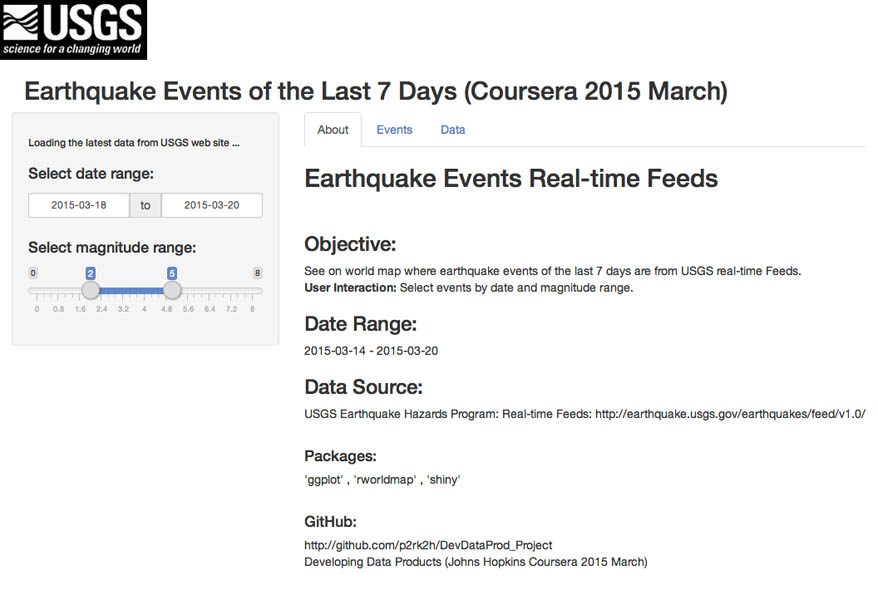 USGS
science for a changing world
Earthquake Events of the Last 7 Days (Coursera 2015 March)
Loading the latest data from USGS web site ...
Select date range:
2015-03-18 to 2015-03-20
Select magnitude range:
0 2 5 8
0 0.8 1.6 2.4 3.2 4 4.8 5.6 6.4 7.2 8
About Events Data
Earthquake Events Real-time Feeds
Objective:
See on world map where earthquake events of the last 7 days are from USGS real-time Feeds.
User Interaction: Select events by date and magnitude range.
Date Range:
2015-03-14 - 2015-03-20
Data Source:
USGS Earthquake Hazards Program: Real-time Feeds: http://earthquake.usgs.gov/earthquakes/feed/v1.0/
Packages:
'ggplot' , 'rworldmap' , 'shiny'
GitHub:
http://github.com/p2rk2h/DevDataProd_Project
Developing Data Products (Johns Hopkins Coursera 2015 March)